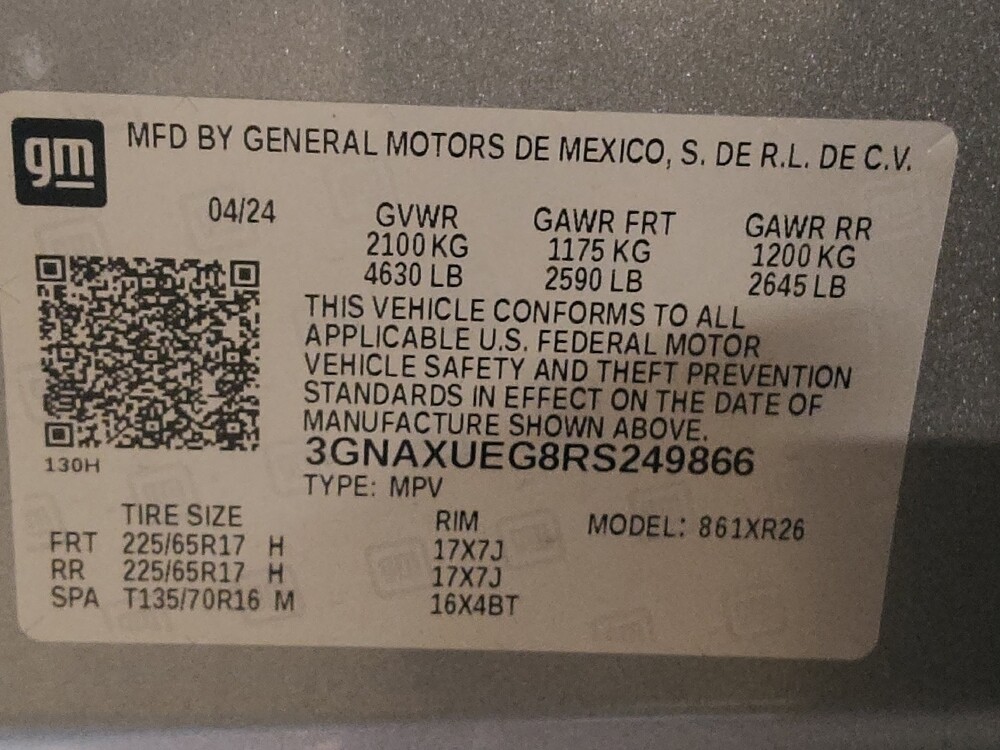 gm
MFD BY GENERAL MOTORS DE MEXICO, S. DE R.L. DE C.V.
04/24 GVWR GAWR FRT GAWR RR
2100 KG 1175 KG 1200 KG
4630 LB 2590 LB 2645 LB
THIS VEHICLE CONFORMS TO ALL
APPLICABLE U.S. FEDERAL MOTOR
VEHICLE SAFETY AND THEFT PREVENTION
STANDARDS IN EFFECT ON THE DATE OF
MANUFACTURE SHOWN ABOVE.
130H
3GNAXUEG8RS249866
TYPE: MPV
TIRE SIZE RIM MODEL: 861XR26
FRT 225/65R17 H 17X7J
RR 225/65R17 H 17X7J
SPA T135/70R16 M 16X4BT